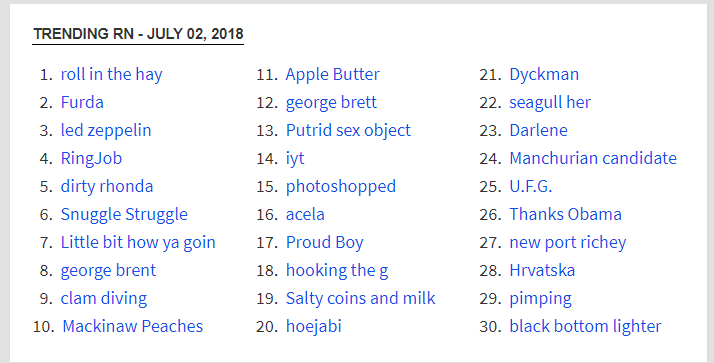 TRENDING RN - JULY 02, 2018
1. roll in the hay
2. Furda
3. led zeppelin
4. RingJob
5. dirty rhonda
6. Snuggle Struggle
7. Little bit how ya goin
8. george brent
9. clam diving
10. Mackinaw Peaches
11. Apple Butter
12. george brett
13. Putrid sex object
14. iyt
15. photoshopped
16. acela
17. Proud Boy
18. hooking the g
19. Salty coins and milk
20. hoejabi
21. Dyckman
22. seagull her
23. Darlene
24. Manchurian candidate
25. U.F.G.
26. Thanks Obama
27. new port richey
28. Hrvatska
29. pimping
30. black bottom lighter